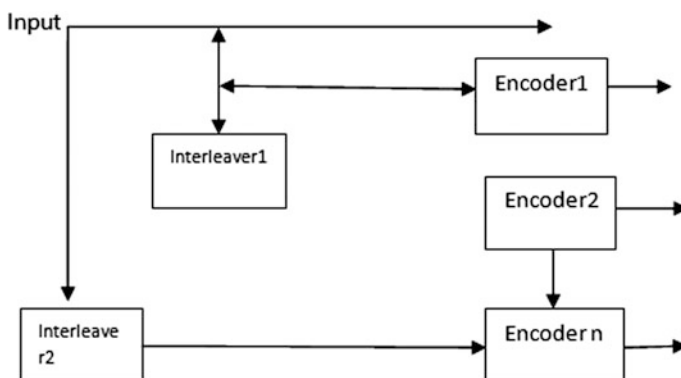 Input
Encoder1
Interleaver1
Encoder2
Interleave
r2
Encoder n